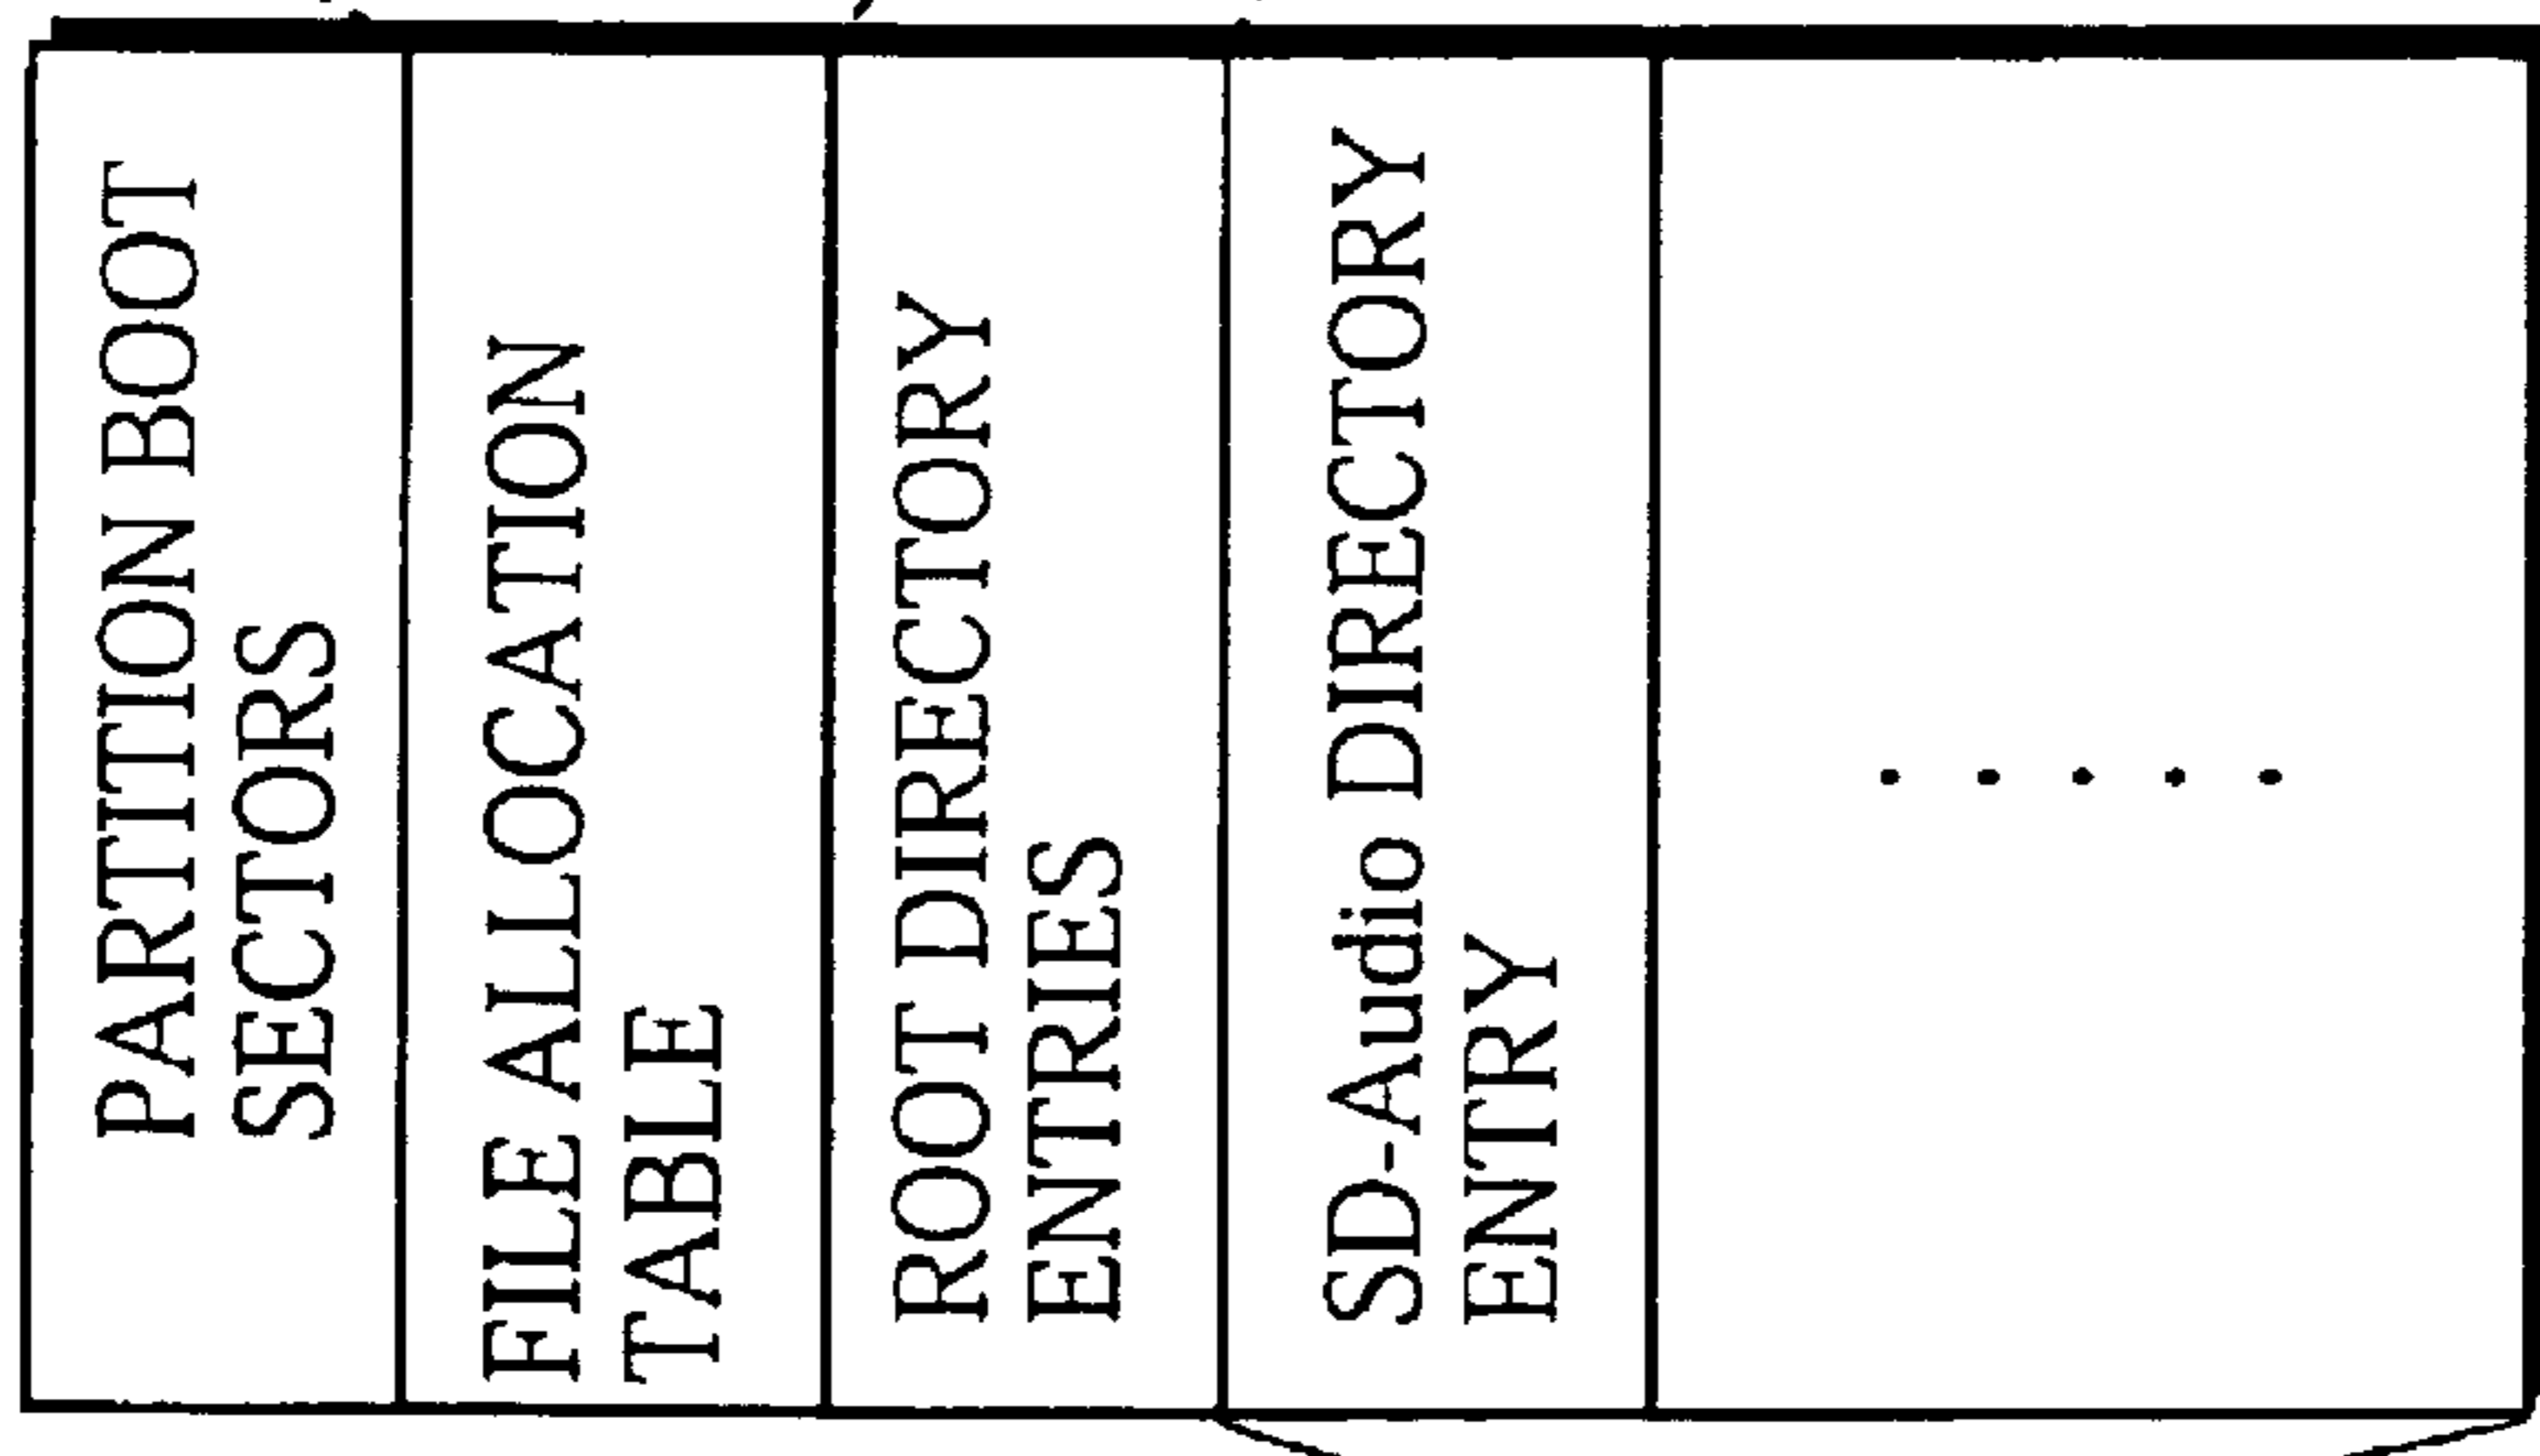 PARTITION BOOT
SECTORS
FILE ALLOCATION
TABLE
ROOT DIRECTORY
ENTRIES
SD-Audio DIRECTORY
ENTRY
.....